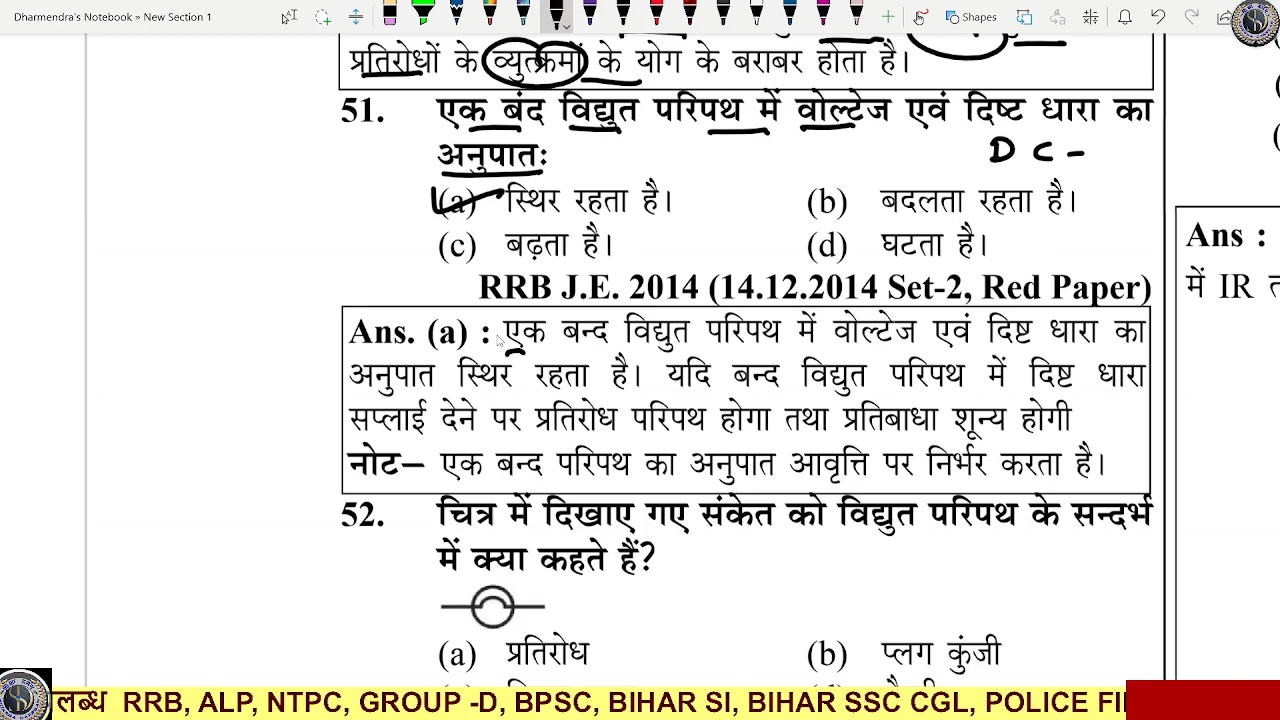 Dharmendra's Notebook » New Section 1
Shapes
प्रतिरोधों के व्युत्क्रमों के योग के बराबर होता है।
51. एक बंद विद्युत परिपथ में वोल्टेज एवं दिष्ट धारा का
अनुपातः
D C -
(a) स्थिर रहता है। (b) बदलता रहता है।
(c) बढ़ता है। (d) घटता है।
RRB J.E. 2014 (14.12.2014 Set-2, Red Paper)
Ans. (a) : एक बन्द विद्युत परिपथ में वोल्टेज एवं दिष्ट धारा का
अनुपात स्थिर रहता है। यदि बन्द विद्युत परिपथ में दिष्ट धारा
सप्लाई देने पर प्रतिरोध परिपथ होगा तथा प्रतिबाधा शून्य होगी
नोट– एक बन्द परिपथ का अनुपात आवृत्ति पर निर्भर करता है।
52. चित्र में दिखाए गए संकेत को विद्युत परिपथ के सन्दर्भ
में क्या कहते हैं?
(a) प्रतिरोध (b) प्लग कुंजी
Ans :
में IR
लब्ध RRB, ALP, NTPC, GROUP -D, BPSC, BIHAR SI, BIHAR SSC CGL, POLICE